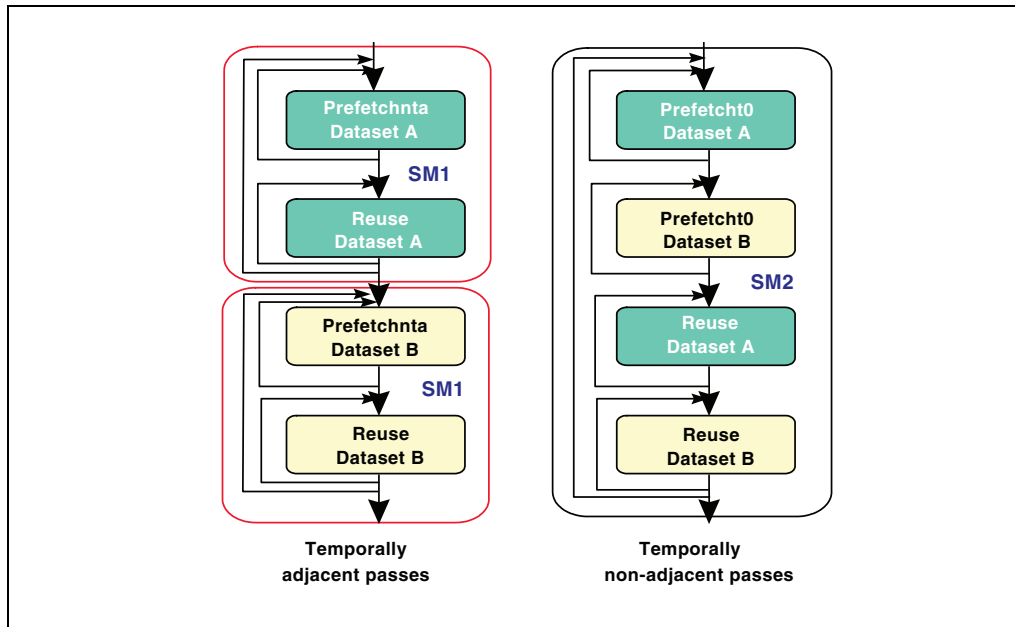 Prefetchnta
Dataset A
SM1
Reuse
Dataset A
Prefetchnta
Dataset B
SM1
Reuse
Dataset B
Temporally
adjacent passes
Prefetcht0
Dataset A
Prefetcht0
Dataset B
SM2
Reuse
Dataset A
Reuse
Dataset B
Temporally
non-adjacent passes